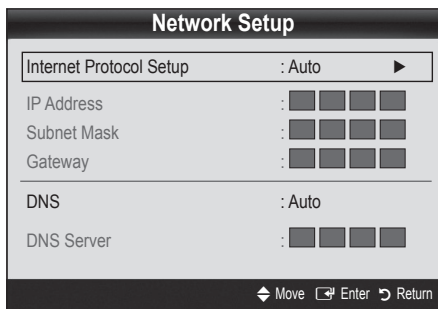 Network Setup
Internet Protocol Setup : Auto ►
IP Address :
Subnet Mask :
Gateway :
DNS : Auto
DNS Server :
Move Enter Return